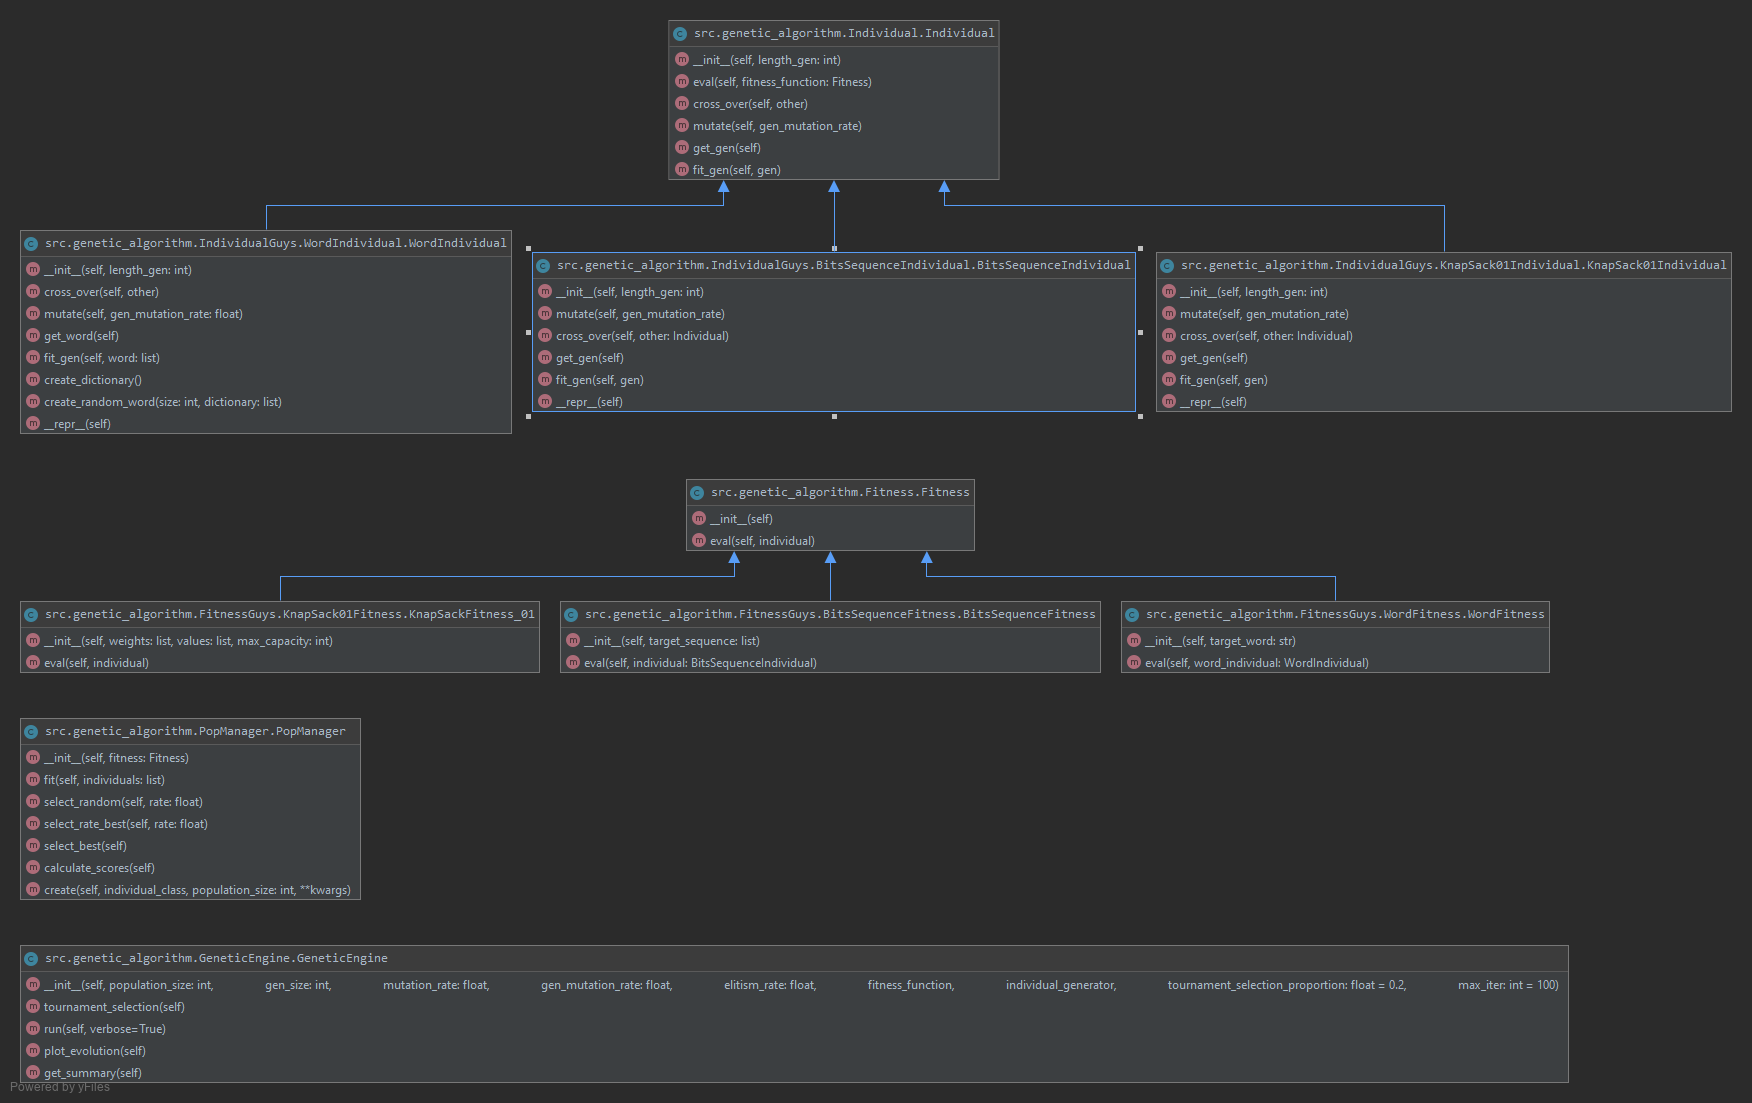 src.genetic_algorithm.Individual.Individual
__init__(self, length_gen: int)
eval(self, fitness_function: Fitness)
cross_over(self, other)
mutate(self, gen_mutation_rate)
get_gen(self)
fit_gen(self, gen)
src.genetic_algorithm.IndividualGuys.WordIndividual.WordIndividual
__init__(self, length_gen: int)
cross_over(self, other)
mutate(self, gen_mutation_rate: float)
get_word(self)
fit_gen(self, word: list)
create_dictionary()
create_random_word(size: int, dictionary: list)
__repr__(self)
src.genetic_algorithm.IndividualGuys.BitsSequenceIndividual.BitsSequenceIndividual
__init__(self, length_gen: int)
mutate(self, gen_mutation_rate)
cross_over(self, other: Individual)
get_gen(self)
fit_gen(self, gen)
__repr__(self)
src.genetic_algorithm.IndividualGuys.KnapSack01Individual.KnapSack01Individual
__init__(self, length_gen: int)
mutate(self, gen_mutation_rate)
cross_over(self, other: Individual)
get_gen(self)
fit_gen(self, gen)
__repr__(self)
src.genetic_algorithm.Fitness.Fitness
__init__(self)
eval(self, individual)
src.genetic_algorithm.FitnessGuys.KnapSack01Fitness.KnapSackFitness_01
__init__(self, weights: list, values: list, max_capacity: int)
eval(self, individual)
src.genetic_algorithm.FitnessGuys.BitsSequenceFitness.BitsSequenceFitness
__init__(self, target_sequence: list)
eval(self, individual: BitsSequenceIndividual)
src.genetic_algorithm.FitnessGuys.WordFitness.WordFitness
__init__(self, target_word: str)
eval(self, word_individual: WordIndividual)
src.genetic_algorithm.PopManager.PopManager
__init__(self, fitness: Fitness)
fit(self, individuals: list)
select_random(self, rate: float)
select_rate_best(self, rate: float)
select_best(self)
calculate_scores(self)
create(self, individual_class, population_size: int, **kwargs)
src.genetic_algorithm.GeneticEngine.GeneticEngine
__init__(self, population_size: int, gen_size: int, mutation_rate: float, gen_mutation_rate: float, elitism_rate: float, fitness_function, individual_generator, tournament_selection_proportion: float = 0.2, max_iter: int = 100)
tournament_selection(self)
run(self, verbose=True)
plot_evolution(self)
get_summary(self)
Powered by yFiles